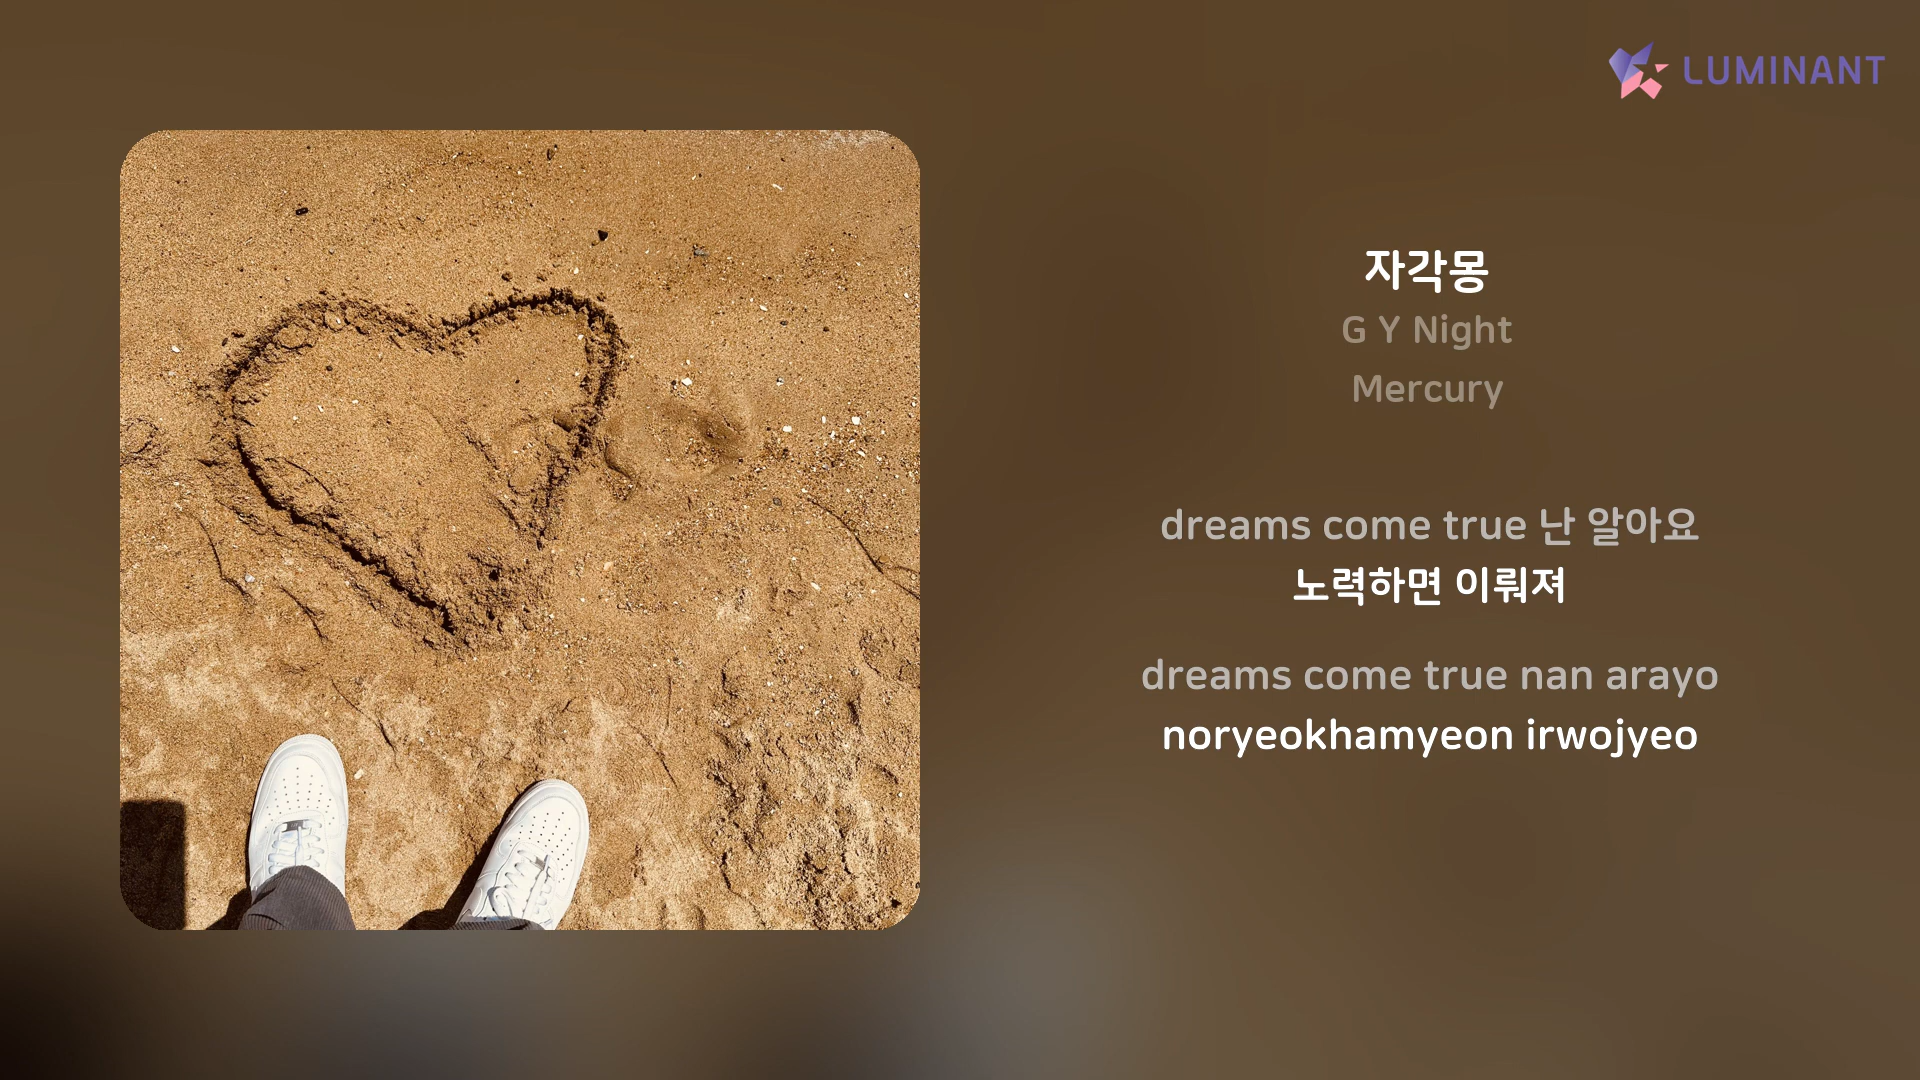 LUMINANT
자각몽
G Y Night
Mercury
dreams come true 난 알아요
노력하면 이뤄져
dreams come true nan arayo
noryeokhamyeon irwojyeo